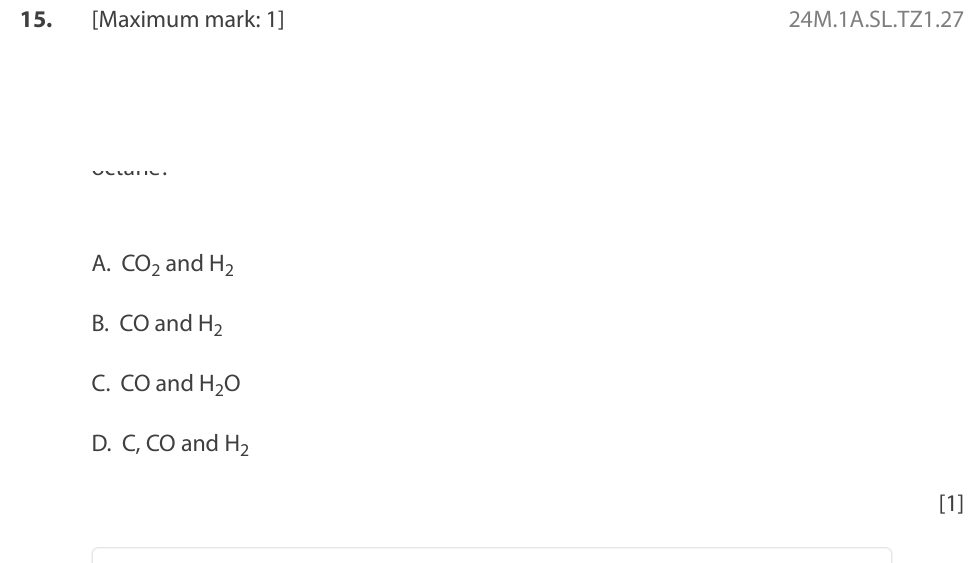 15. [Maximum mark: 1] 24M.1A.SL.TZ1.27
A. CO₂ and H₂
B. CO and H₂
C. CO and H₂O
D. C, CO and H₂
[1]